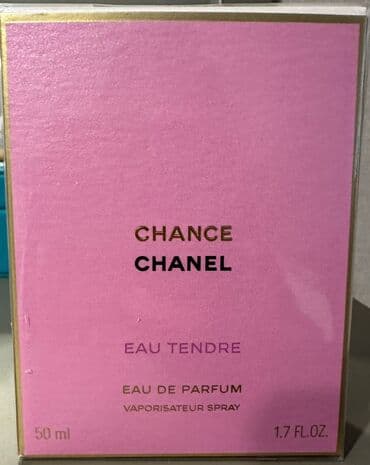 CHANCE
CHANEL
EAU TENDRE
EAU DE PARFUM
VAPORISATEUR SPRAY
50 ml 1.7 FL.OZ.